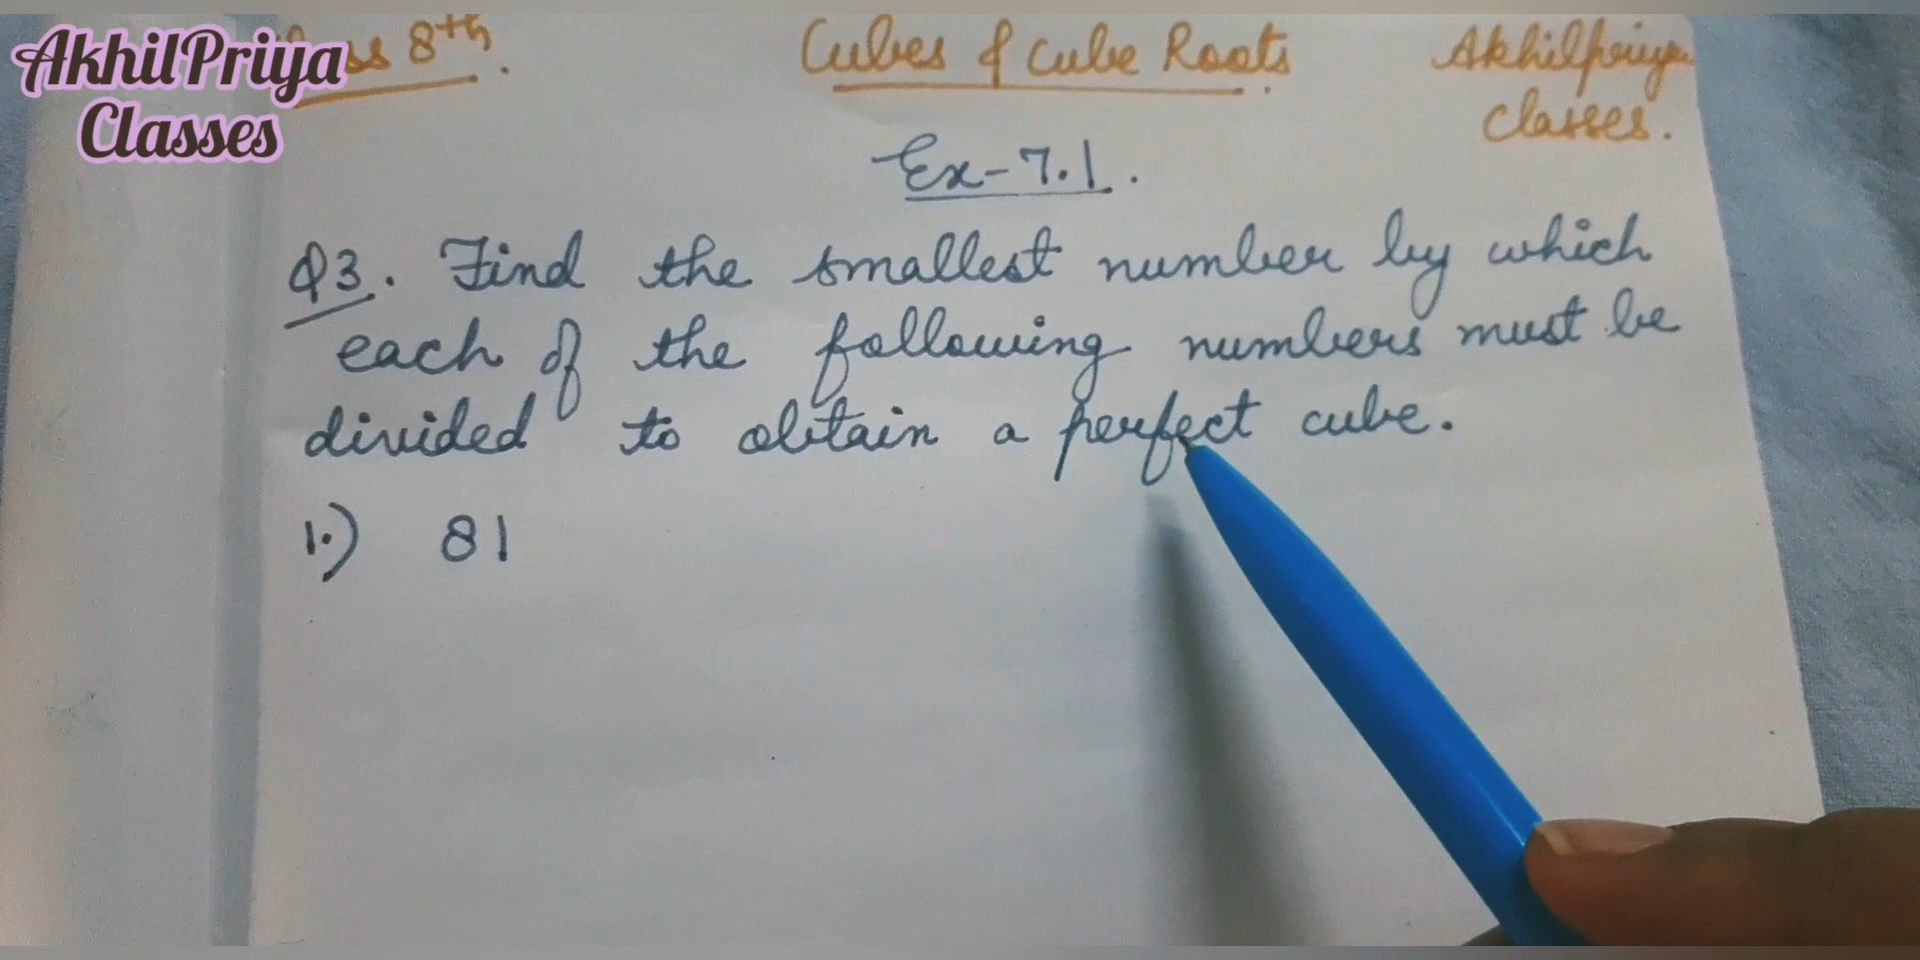 AkhilPriya
Classes
ss 8th.
Cubes & Cube Roots
Akhilpriya
Classes.
Ex-7.1.
Q3. Find the smallest number by which
each of the following numbers must be
divided to obtain a perfect cube.
1.) 81